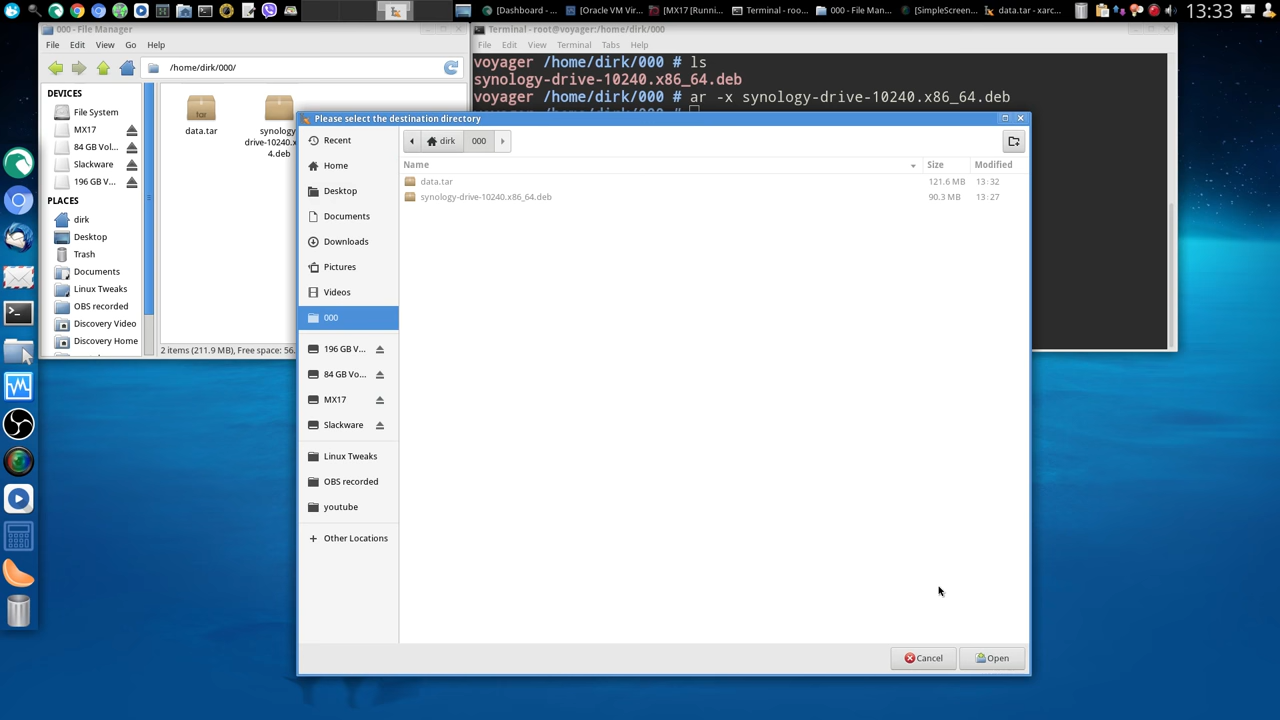 [Dashboard - ...
[Oracle VM Vir...
[MX17 [Runni...
Terminal - roo...
000 - File Man...
[SimpleScreen...
data.tar - xarc...
13:33
000 - File Manager
File Edit View Go Help
/home/dirk/000/
DEVICES
File System
MX17
84 GB Vol...
Slackware
196 GB V...
PLACES
dirk
Desktop
Trash
Documents
Linux Tweaks
OBS recorded
Discovery Video
Discovery Home
tar
data.tar
synology
drive-10240.x
4.deb
2 items (211.9 MB), Free space: 56.
Terminal - root@voyager:/home/dirk/000
File Edit View Terminal Tabs Help
voyager /home/dirk/000 # ls
synology-drive-10240.x86_64.deb
voyager /home/dirk/000 # ar -x synology-drive-10240.x86_64.deb
Please select the destination directory
Recent
Home
Desktop
Documents
Downloads
Pictures
Videos
000
196 GB V...
84 GB Vo...
MX17
Slackware
Linux Tweaks
OBS recorded
youtube
Other Locations
dirk 000
Name Size Modified
data.tar 121.6 MB 13:32
synology-drive-10240.x86_64.deb 90.3 MB 13:27
Cancel Open